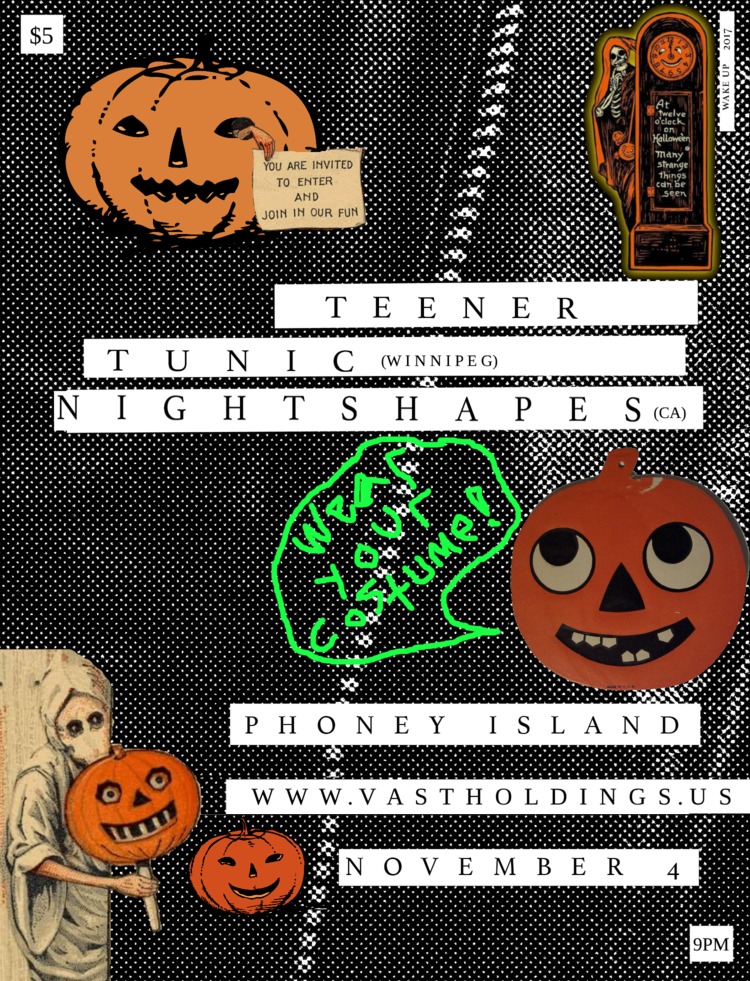 $5
WAKE UP 2017
YOU ARE INVITED
TO ENTER
AND
JOIN IN OUR FUN
At
twelve
o'clock
on
Halloween
many
strange
things
can be
seen
TEENER
TUNIC (WINNIPEG)
NIGHTSHAPES (CA)
Wear
Your
Costume!
PHONEY ISLAND
WWW.VASTHOLDINGS.US
NOVEMBER 4
9PM